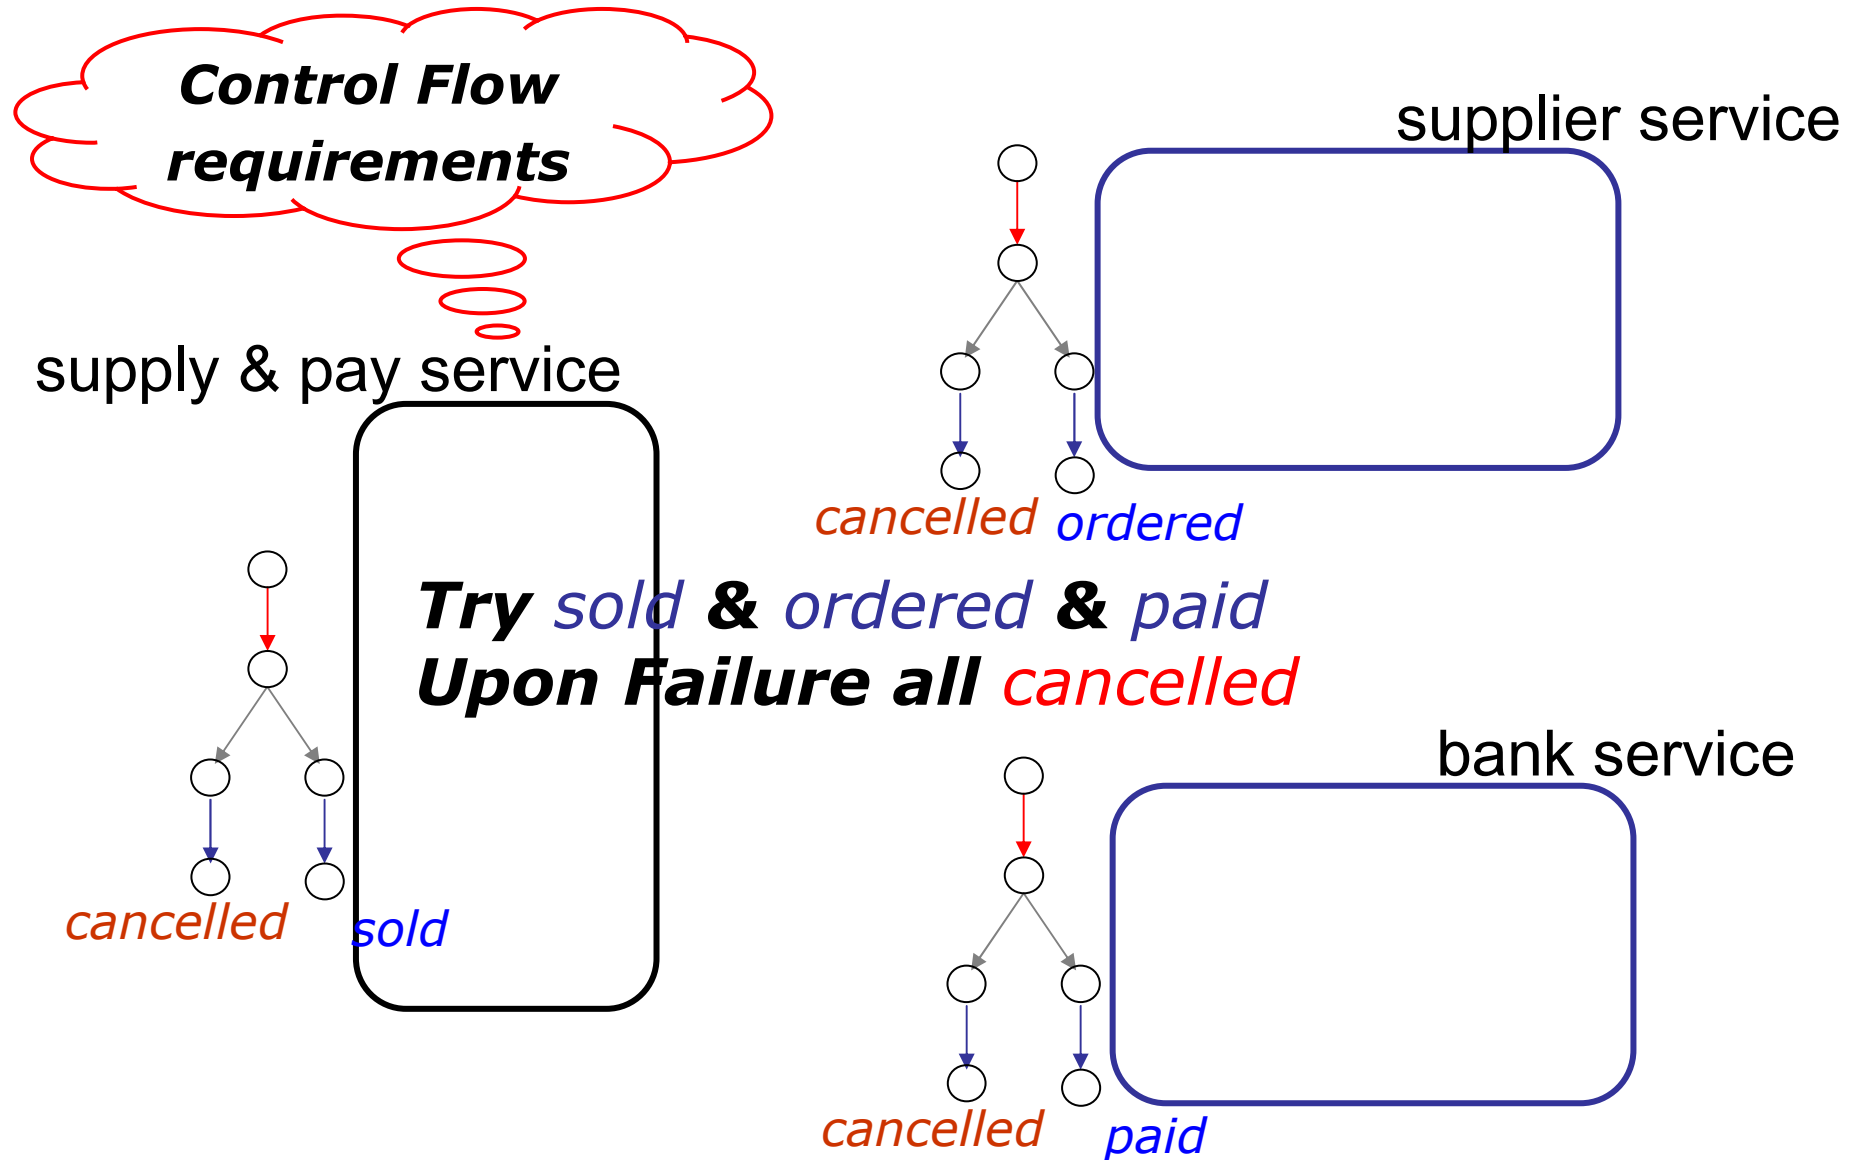 Control Flow
requirements
supplier service
supply & pay service
cancelled ordered
Try sold & ordered & paid
Upon Failure all cancelled
bank service
cancelled sold
cancelled paid